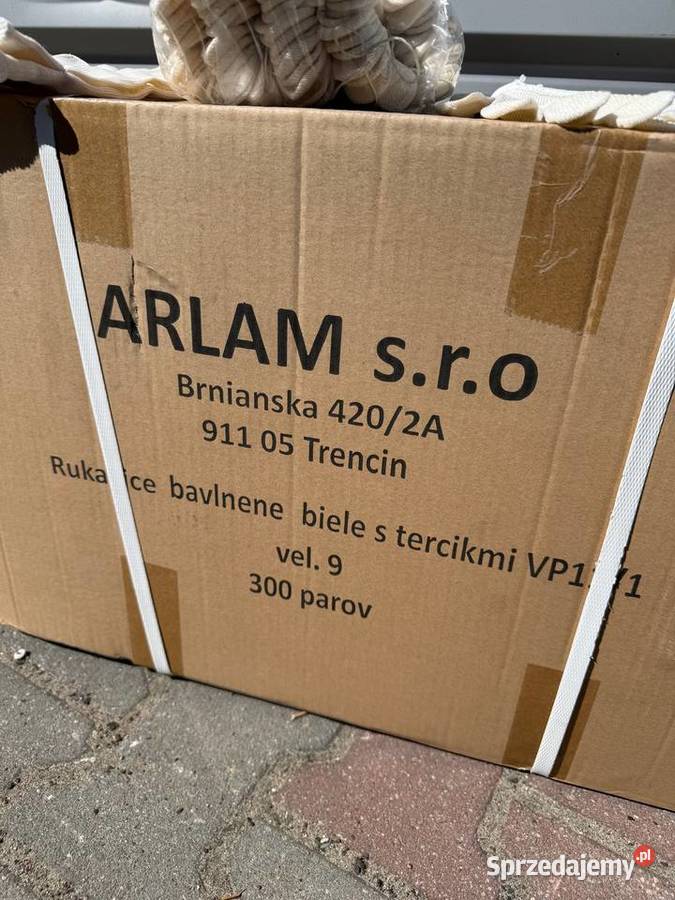 ARLAM s.r.o
Brnianska 420/2A
911 05 Trencin
bavlnene biele s tercikmi
vel. 9
300 parov
Sprzedajemy.pl